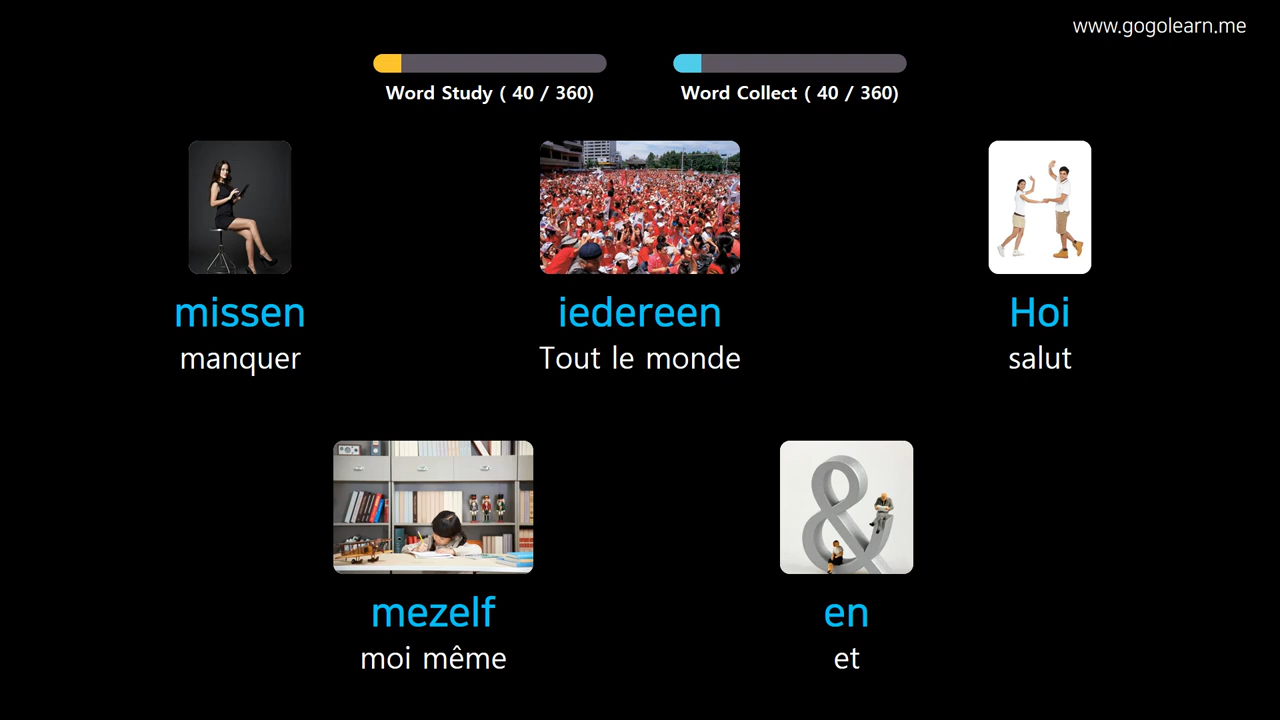 www.gogolearn.me
Word Study ( 40 / 360)
Word Collect ( 40 / 360)
missen
manquer
iedereen
Tout le monde
Hoi
salut
mezelf
moi même
en
et